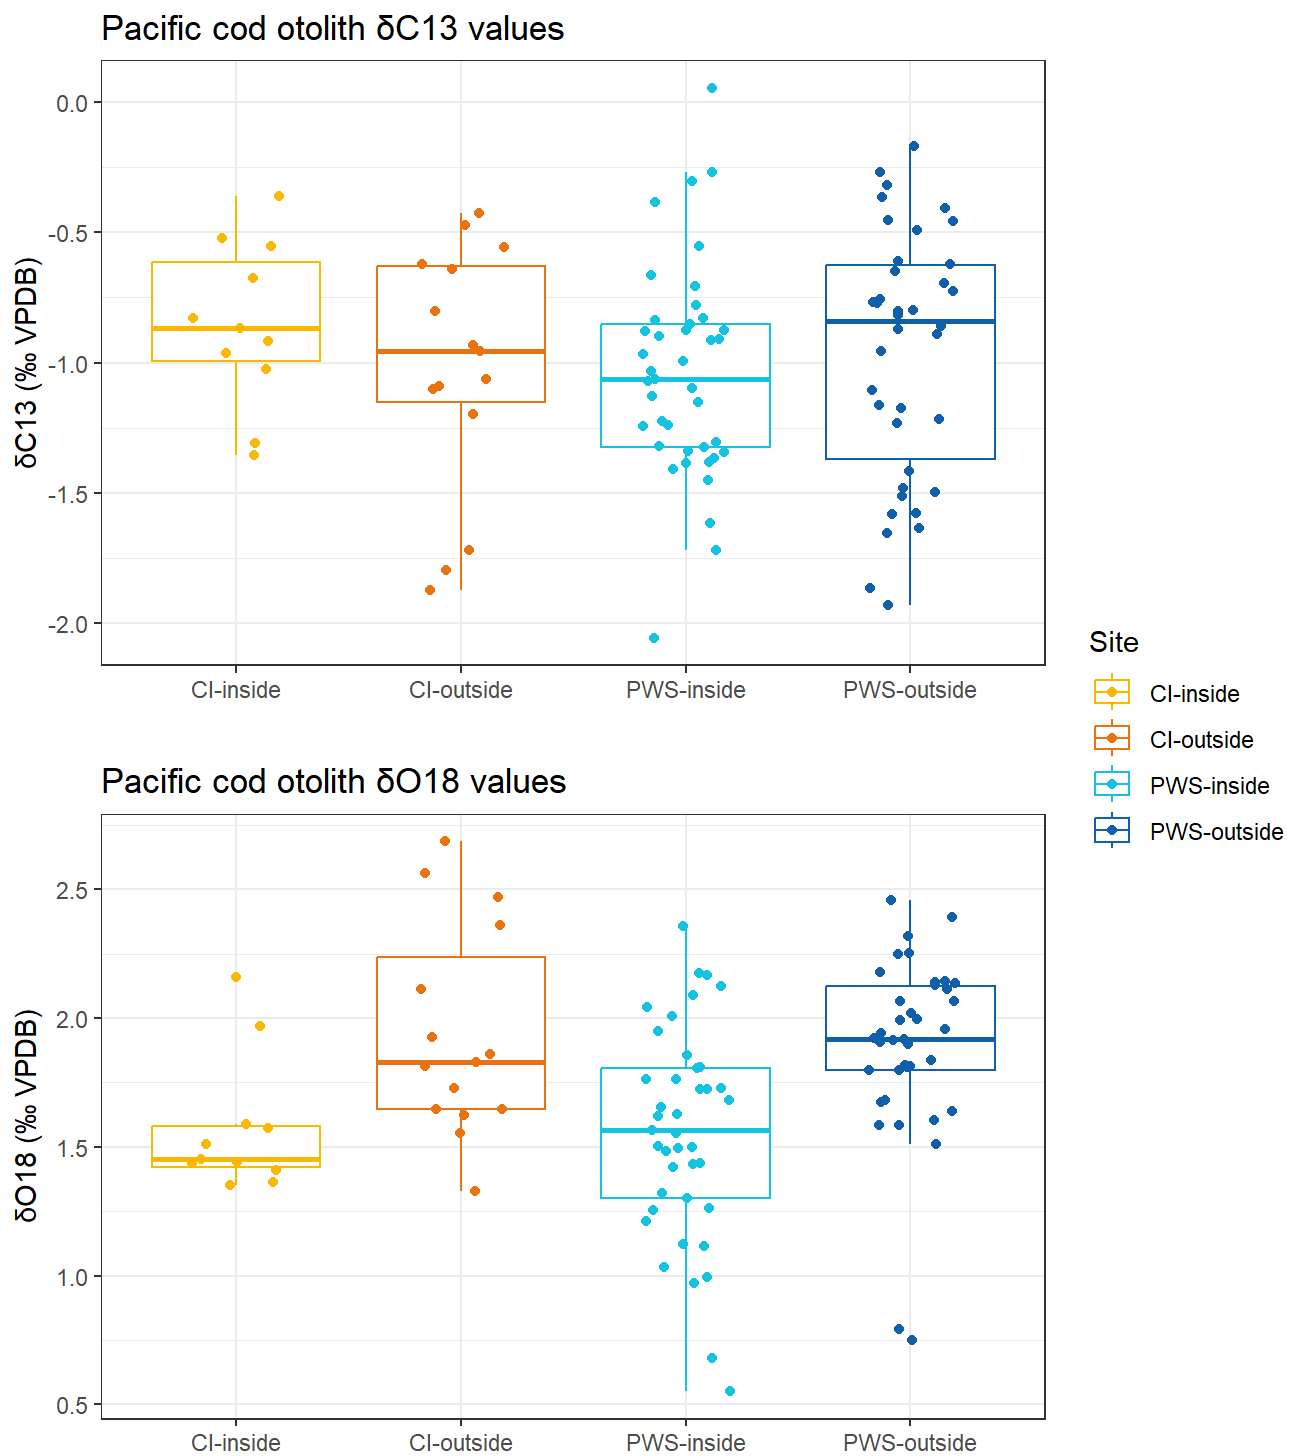 Pacific cod otolith δC13 values
δC13 (‰ VPDB)
0.0
-0.5
-1.0
-1.5
-2.0
CI-inside
CI-outside
PWS-inside
PWS-outside
Site
CI-inside
CI-outside
PWS-inside
PWS-outside
Pacific cod otolith δO18 values
δO18 (‰ VPDB)
2.5
2.0
1.5
1.0
0.5
CI-inside
CI-outside
PWS-inside
PWS-outside